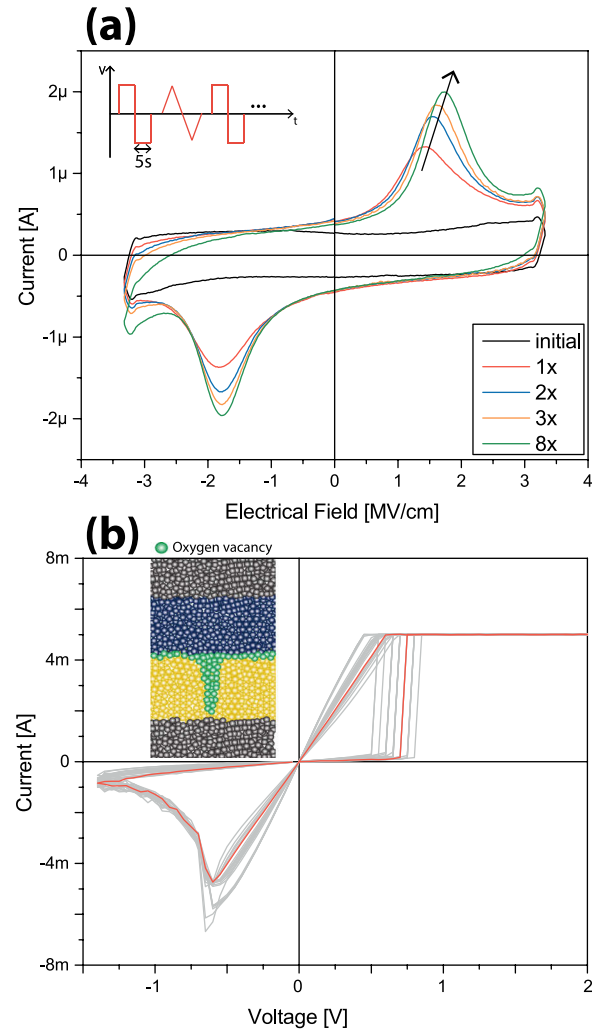 (a)
2µ
1µ
0
-1µ
-2µ
Current [A]
v
t
5s
...
initial
1x
2x
3x
8x
-4 -3 -2 -1 0 1 2 3 4
Electrical Field [MV/cm]
(b)
Oxygen vacancy
8m
4m
0
-4m
-8m
Current [A]
-1 0 1 2
Voltage [V]